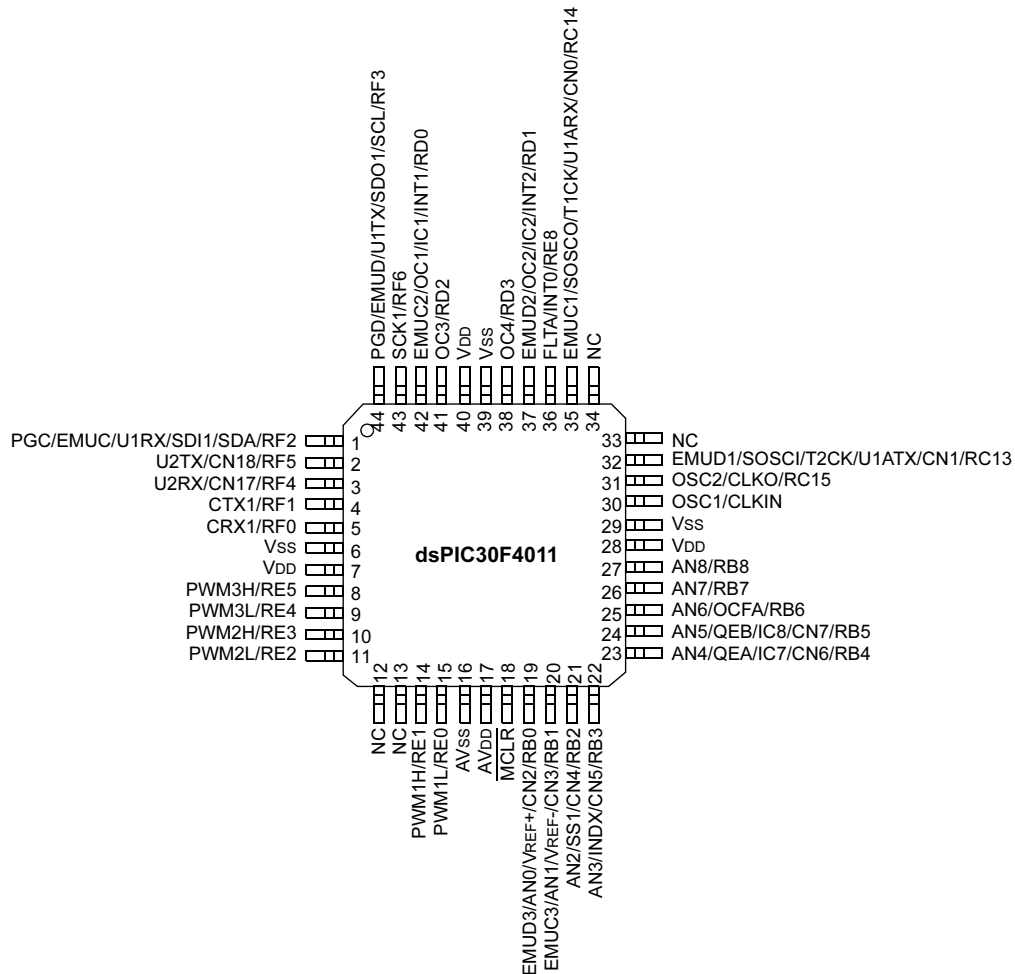 PGD/EMUD/U1TX/SDO1/SCL/RF3
SCK1/RF6
EMUC2/OC1/IC1/INT1/RD0
OC3/RD2
VDD
VSS
OC4/RD3
EMUD2/OC2/IC2/INT2/RD1
FLTA/INT0/RE8
EMUC1/SOSCO/T1CK/U1ARX/CN0/RC14
NC
44
43
42
41
40
39
38
37
36
35
34
PGC/EMUC/U1RX/SDI1/SDA/RF2 1
U2TX/CN18/RF5 2
U2RX/CN17/RF4 3
CTX1/RF1 4
CRX1/RF0 5
VSS 6
VDD 7
PWM3H/RE5 8
PWM3L/RE4 9
PWM2H/RE3 10
PWM2L/RE2 11
dsPIC30F4011
33 NC
32 EMUD1/SOSCI/T2CK/U1ATX/CN1/RC13
31 OSC2/CLKO/RC15
30 OSC1/CLKIN
29 VSS
28 VDD
27 AN8/RB8
26 AN7/RB7
25 AN6/OCFA/RB6
24 AN5/QEB/IC8/CN7/RB5
23 AN4/QEA/IC7/CN6/RB4
12
13
14
15
16
17
18
19
20
21
22
NC
NC
PWM1H/RE1
PWM1L/RE0
AVSS
AVDD
MCLR
EMUD3/AN0/VREF+/CN2/RB0
EMUC3/AN1/VREF-/CN3/RB1
AN2/SS1/CN4/RB2
AN3/INDX/CN5/RB3